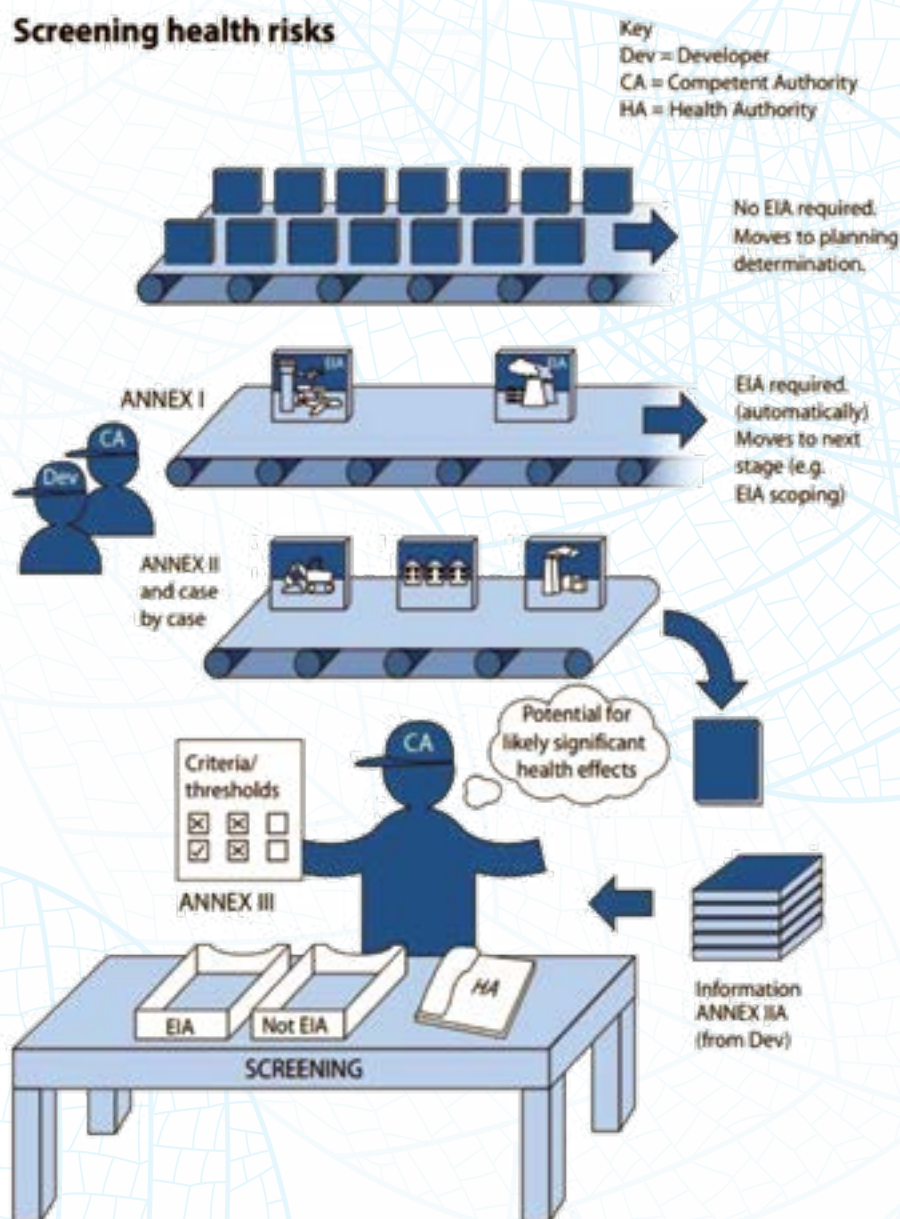 Screening health risks
Key
Dev = Developer
CA = Competent Authority
HA = Health Authority
No EIA required.
Moves to planning
determination.
EIA
EIA
ANNEX I
EIA required.
(automatically)
Moves to next
stage (e.g.
EIA scoping)
CA
Dev
ANNEX II
and case
by case
Potential for
likely significant
health effects
CA
Criteria/
thresholds
ANNEX III
HA
EIA
Not EIA
Information
ANNEX IIA
(from Dev)
SCREENING